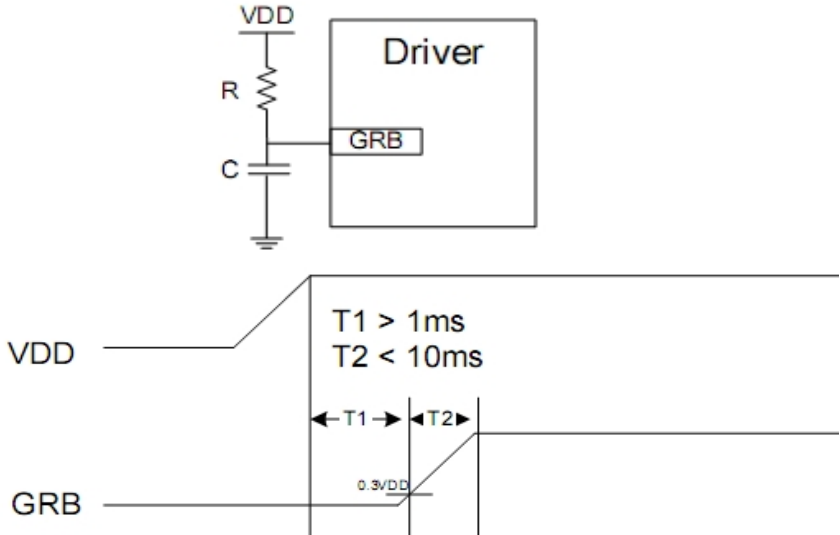 VDD
Driver
R
GRB
C
T1 > 1ms
VDD
T2 < 10ms
T1
T2
0.3VDD
GRB